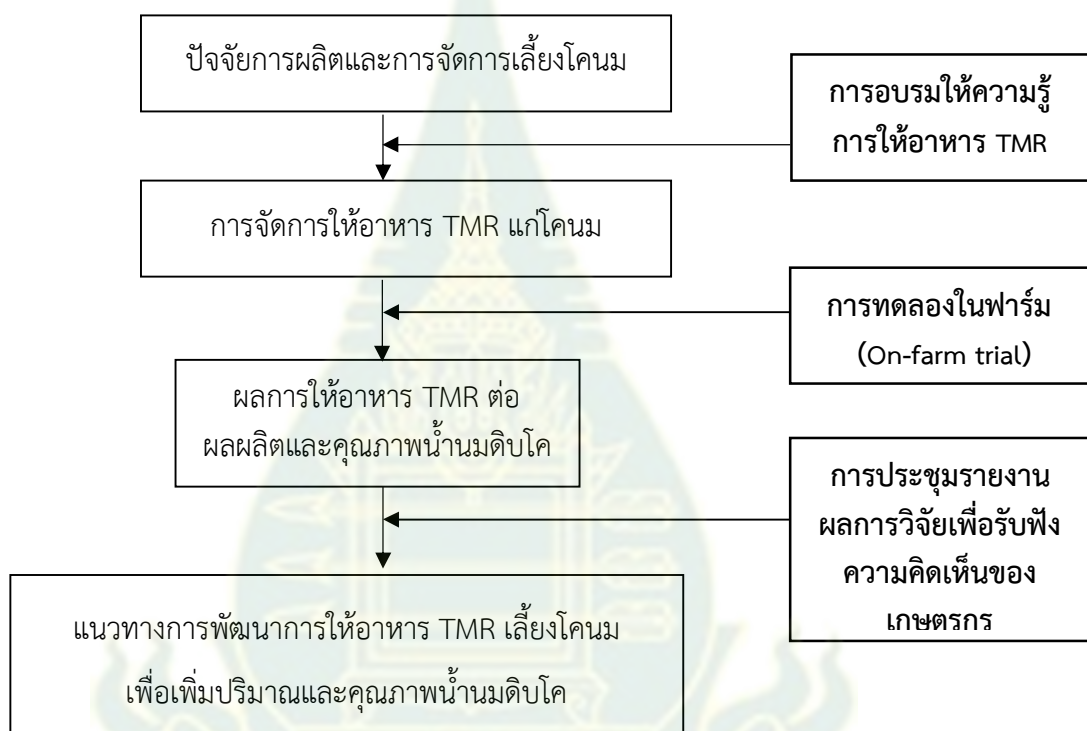 ปัจจัยการผลิตและการจัดการเลี้ยงโคนม
การอบรมให้ความรู้
การให้อาหาร TMR
การจัดการให้อาหาร TMR แก่โคนม
การทดลองในฟาร์ม
(On-farm trial)
ผลการให้อาหาร TMR ต่อ
ผลผลิตและคุณภาพน้ำนมดิบโค
การประชุมรายงาน
ผลการวิจัยเพื่อรับฟัง
ความคิดเห็นของ
เกษตรกร
แนวทางการพัฒนาการให้อาหาร TMR เลี้ยงโคนม
เพื่อเพิ่มปริมาณและคุณภาพน้ำนมดิบโค